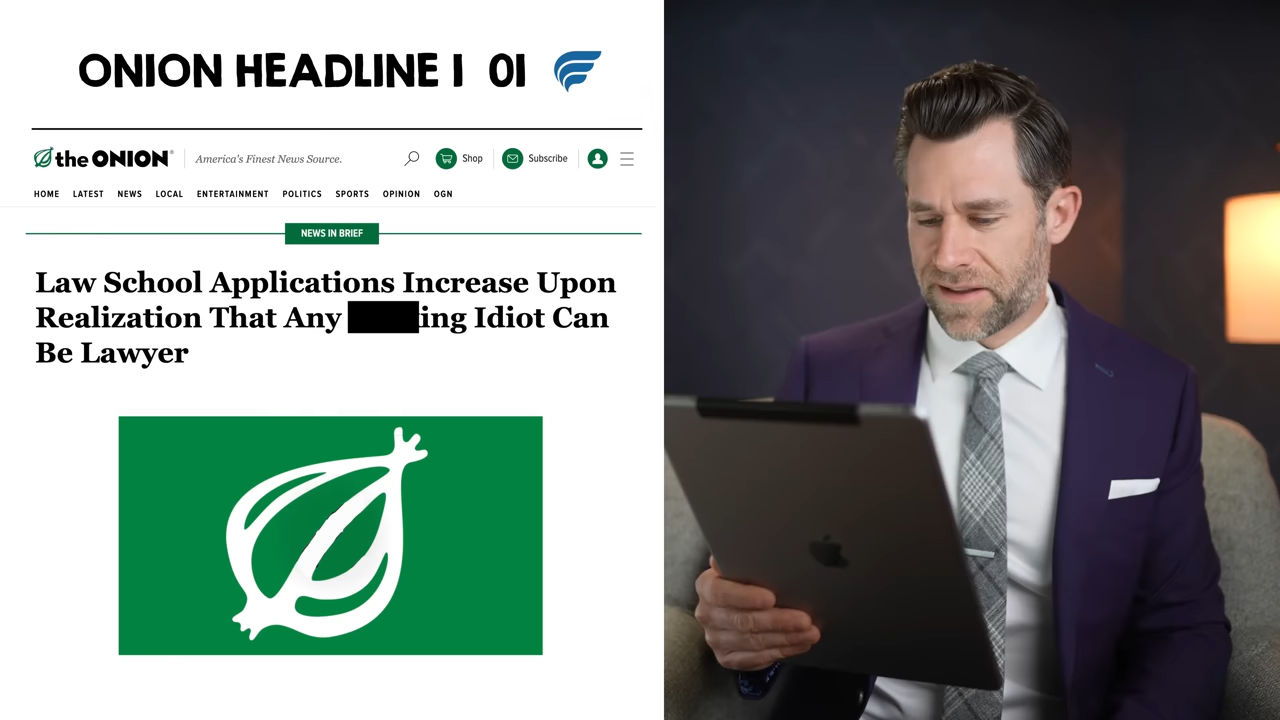 ONION HEADLINE I OI
the ONION®
America's Finest News Source.
Shop
Subscribe
HOME LATEST NEWS LOCAL ENTERTAINMENT POLITICS SPORTS OPINION OGN
NEWS IN BRIEF
Law School Applications Increase Upon
Realization That Any ing Idiot Can
Be Lawyer